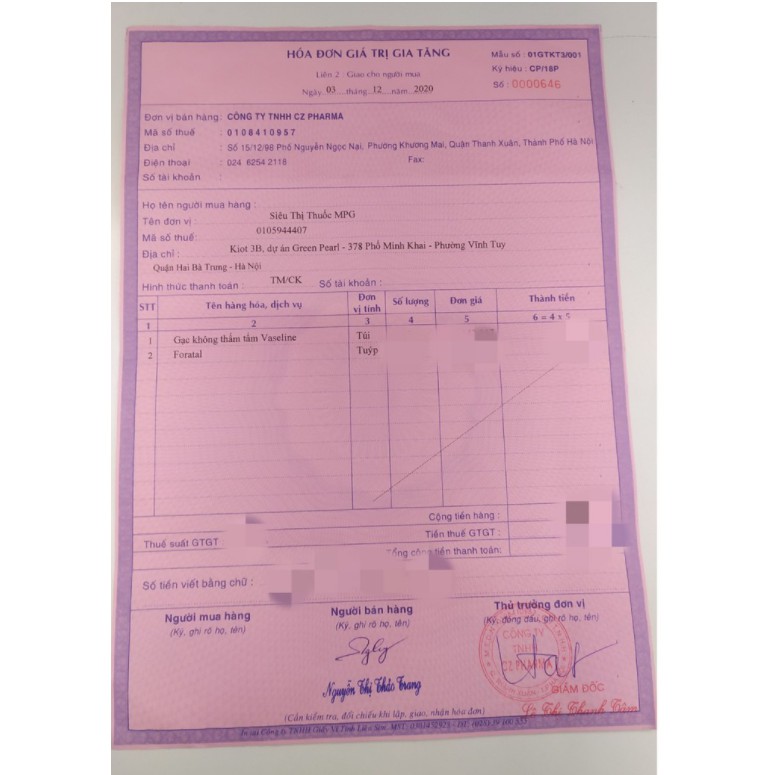 HÓA ĐƠN GIÁ TRỊ GIA TĂNG
Mẫu số : 01GTKT3/001
Liên 2 : Giao cho người mua
Ký hiệu : CP/18P
Ngày 03 tháng 12 năm 2020
Số : 0000646
Đơn vị bán hàng : CÔNG TY TNHH CZ PHARMA
Mã số thuế : 0108410957
Địa chỉ : Số 15/12/98 Phố Nguyễn Ngọc Nại, Phường Khương Mai, Quận Thanh Xuân, Thành Phố Hà Nội
Điện thoại : 024 6254 2118 Fax:
Số tài khoản :
Họ tên người mua hàng :
Tên đơn vị : Siêu Thị Thuốc MPG
Mã số thuế: 0105944407
Địa chỉ : Kiot 3B, dự án Green Pearl - 378 Phố Minh Khai - Phường Vĩnh Tuy
Quận Hai Bà Trưng - Hà Nội
Hình thức thanh toán : TM/CK Số tài khoản :
STT Tên hàng hóa, dịch vụ Đơn vị tính Số lượng Đơn giá Thành tiền
1 2 3 4 5 6 = 4 x 5
1 Gạc không thấm tẩm Vaseline Túi
2 Foratal Tuýp
Cộng tiền hàng :
Thuế suất GTGT Tiền thuế GTGT :
Tổng cộng tiền thanh toán:
Số tiền viết bằng chữ :
Người mua hàng Người bán hàng Thủ trưởng đơn vị
(Ký, ghi rõ họ, tên) (Ký, ghi rõ họ, tên) (Ký, đóng dấu, ghi rõ họ, tên)
CÔNG TY
TNHH
CZ PHARMA
Nguyễn Thị Thảo Trang
GIÁM ĐỐC
Lê Thị Thanh Tâm
(Cần kiểm tra, đối chiếu khi lập, giao, nhận hóa đơn)